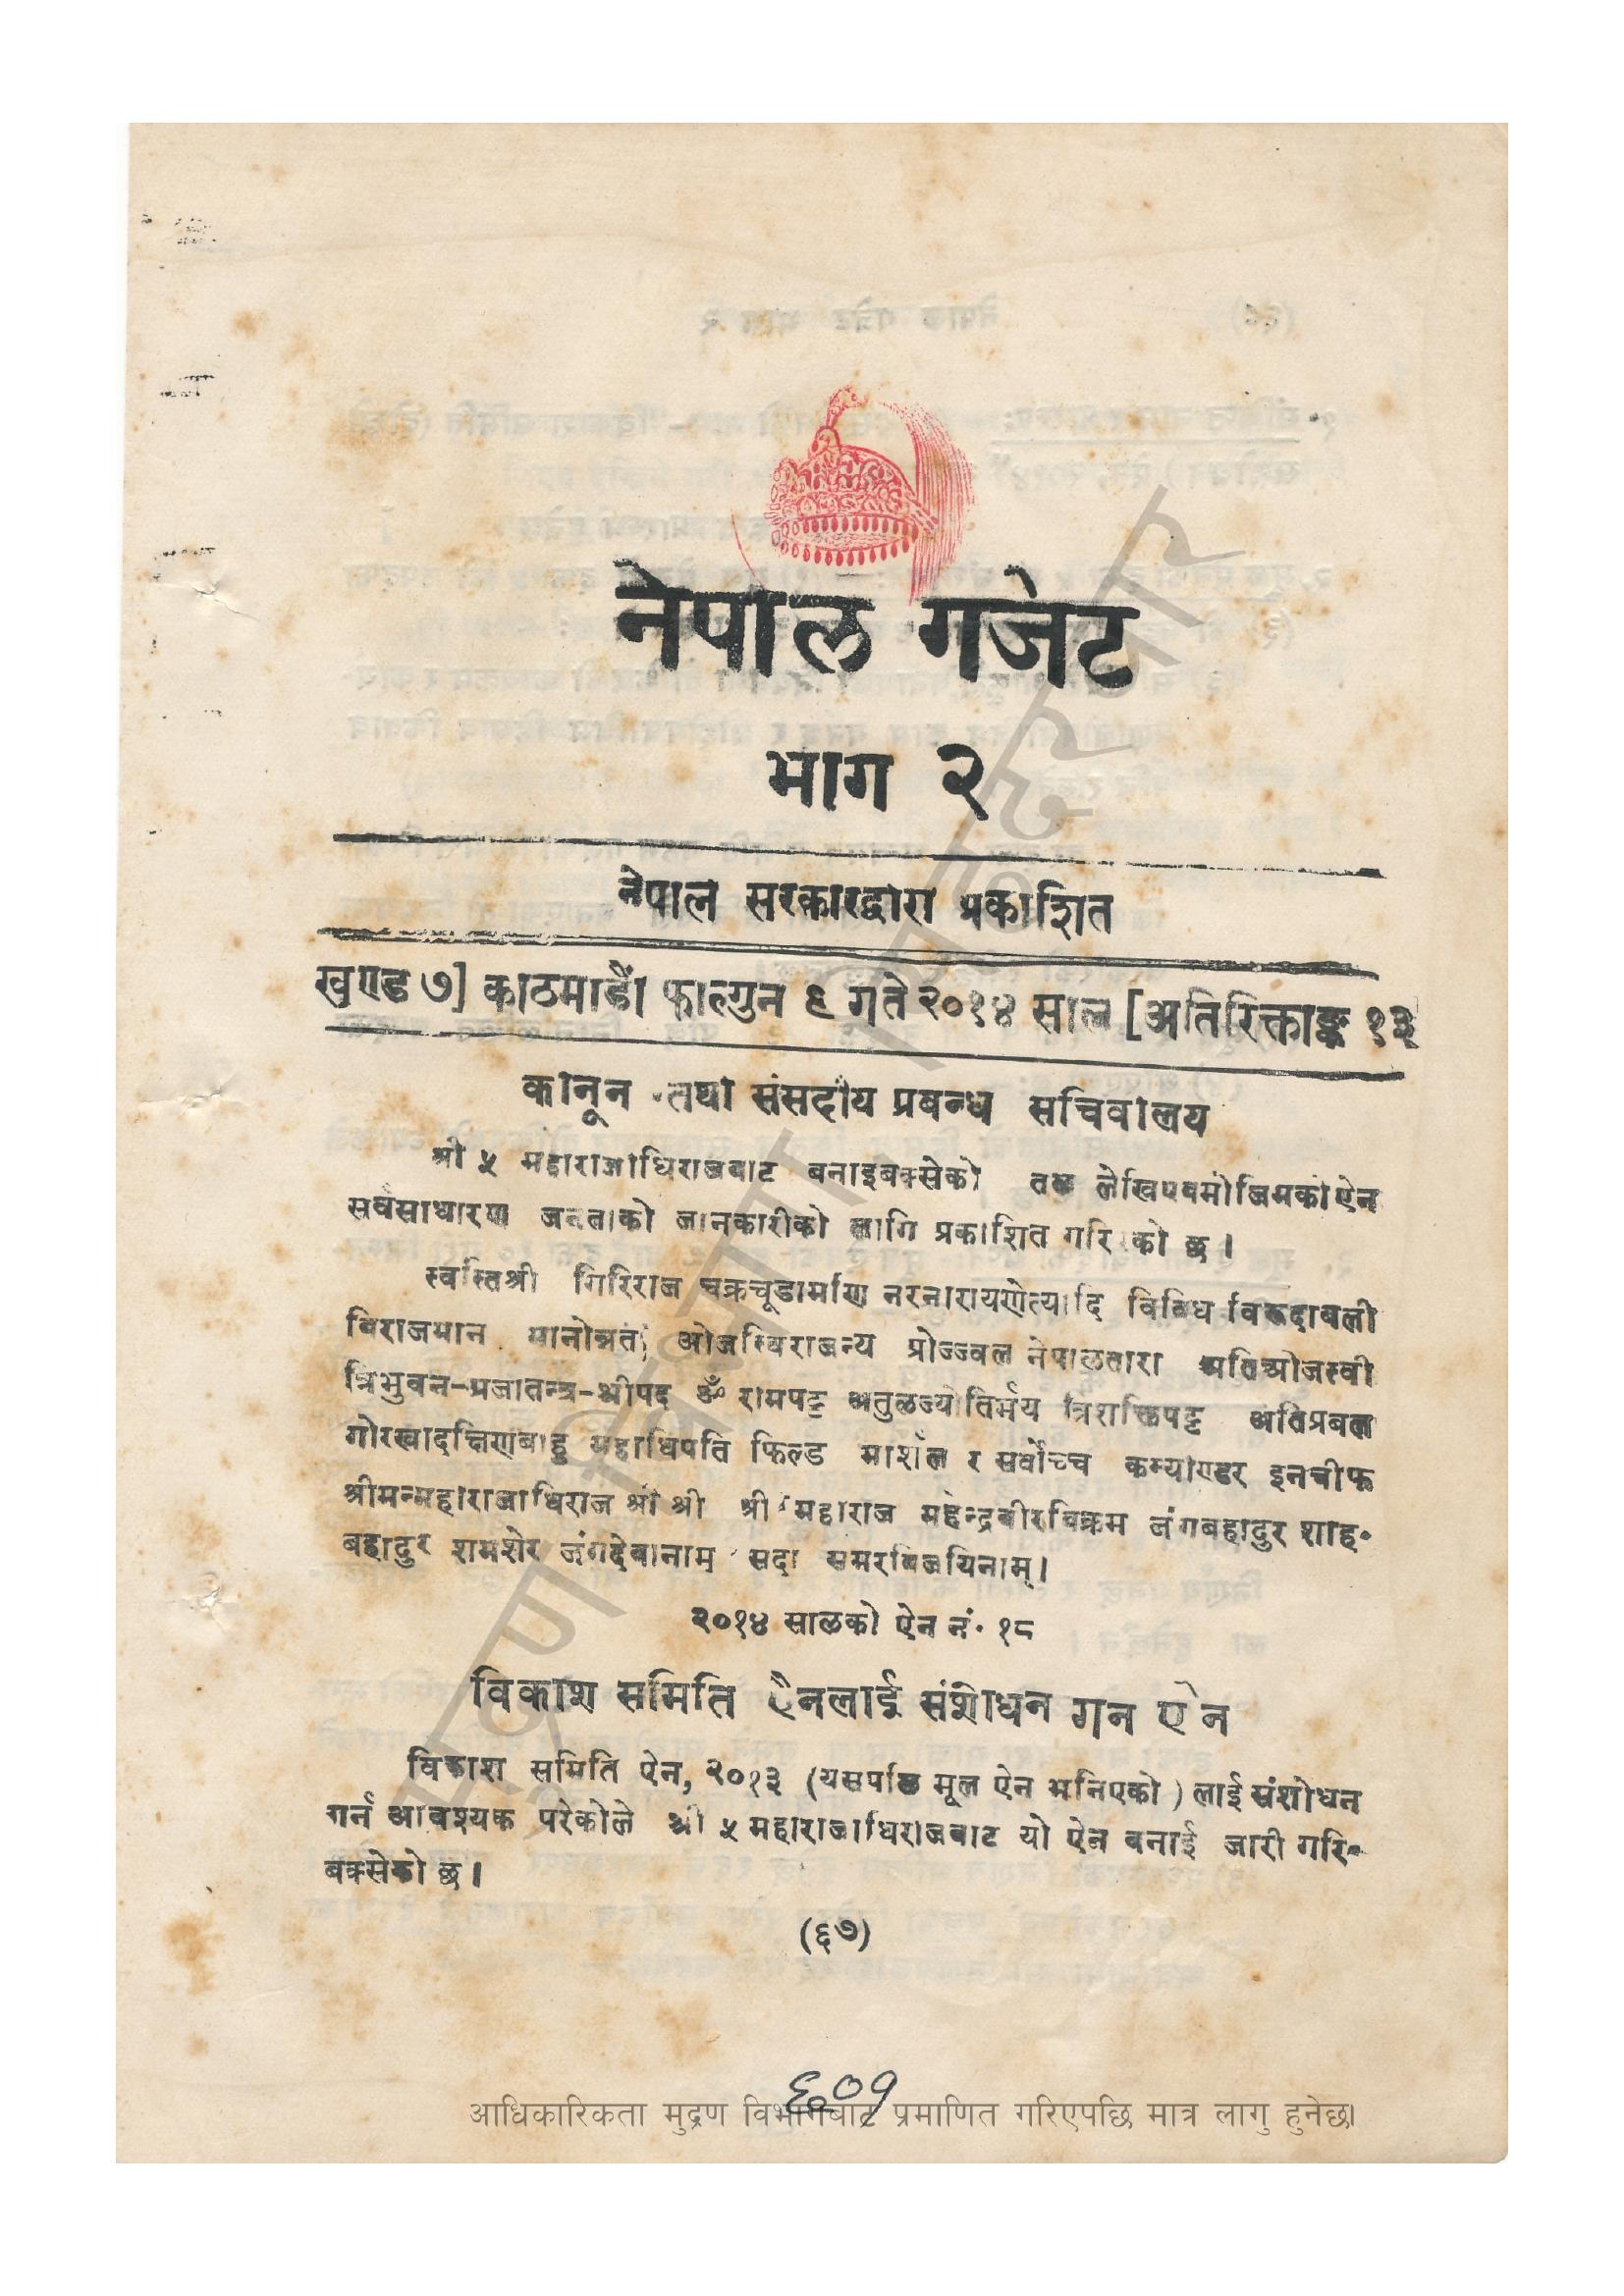 नेपाल गजेट
भाग २
नेपाल सरकारद्वारा प्रकाशित
खण्ड ७] काठमाडौं फाल्गुन ९ गते २०१४ साल [अतिरिक्ताङ्क १३
कानून तथा संसदीय प्रबन्ध सचिवालय
श्री ५ महाराजाधिराजबाट बनाइबक्सेको तल लेखिएबमोजिमको ऐन
सर्वसाधारण जनताको जानकारीको लागि प्रकाशित गरिएको छ ।
स्वस्तिश्री गिरिराज चक्रचूडामणि नरनारायणेत्यादि विविध विरूदावली
विराजमान मानोन्नत ओजस्विराजन्य प्रोज्ज्वल नेपालतारा अतिओजस्वी
त्रिभुवन-प्रजातन्त्र-श्रीपद ॐ रामपट्ट अतुलज्योतिर्मय त्रिशक्तिपट्ट अतिप्रबल
गोरखादक्षिणबाहु महाधिपति फिल्ड मार्शल र सर्वोच्च कम्याण्डर इनचीफ
श्रीमन्महाराजाधिराज श्री श्री श्री महाराज महेन्द्रवीरविक्रम जंगबहादुर शाह-
बहादुर शमशेर जंगदेवानाम् सदा समरविजयिनाम् ।
२०१४ सालको ऐन नं. १८
विकाश समिति ऐनलाई संशोधन गर्न ऐन
विकाश समिति ऐन, २०१३ (यसपछि मूल ऐन भनिएको) लाई संशोधन
गर्न आवश्यक परेकोले श्री ५ महाराजाधिराजबाट यो ऐन बनाई जारी गरि-
बक्सेको छ ।
(६७)
६०१
आधिकारिकता मुद्रण विभागबाट प्रमाणित गरिएपछि मात्र लागु हुनेछ।